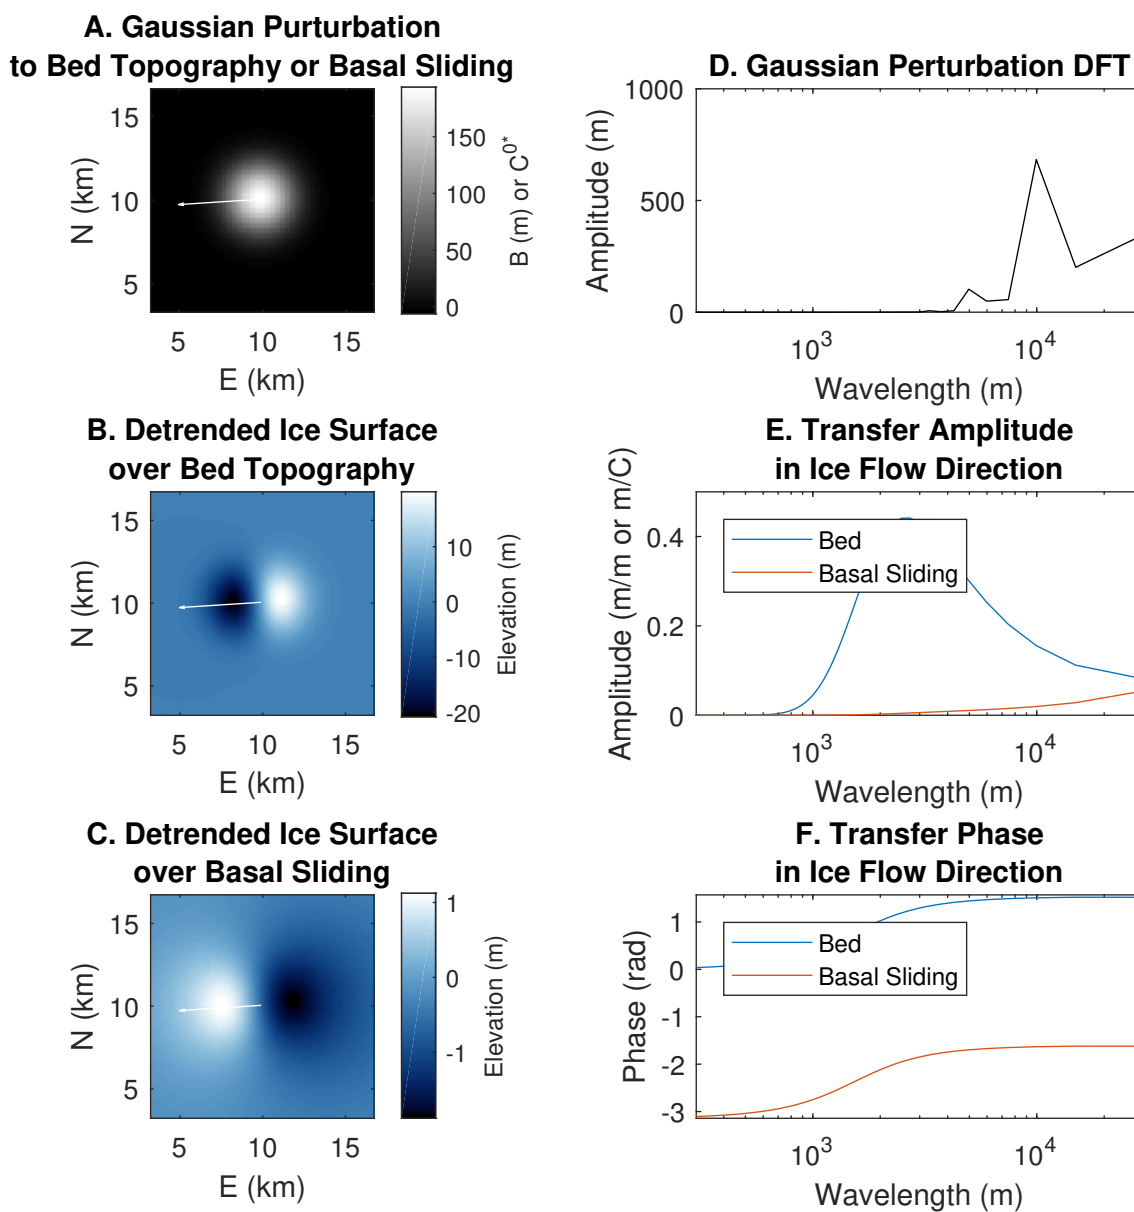 A. Gaussian Purturbation
to Bed Topography or Basal Sliding
N (km)
15
10
5
5 10 15
E (km)
150
100
50
0
B (m) or C^0*
D. Gaussian Perturbation DFT
Amplitude (m)
1000
500
0
10^3 10^4
Wavelength (m)
B. Detrended Ice Surface
over Bed Topography
N (km)
15
10
5
5 10 15
E (km)
10
0
-10
-20
Elevation (m)
E. Transfer Amplitude
in Ice Flow Direction
Amplitude (m/m or m/C)
0.4
0.2
0
Bed
Basal Sliding
10^3 10^4
Wavelength (m)
C. Detrended Ice Surface
over Basal Sliding
N (km)
15
10
5
5 10 15
E (km)
1
0
-1
Elevation (m)
F. Transfer Phase
in Ice Flow Direction
Phase (rad)
1
0
-1
-2
-3
Bed
Basal Sliding
10^3 10^4
Wavelength (m)